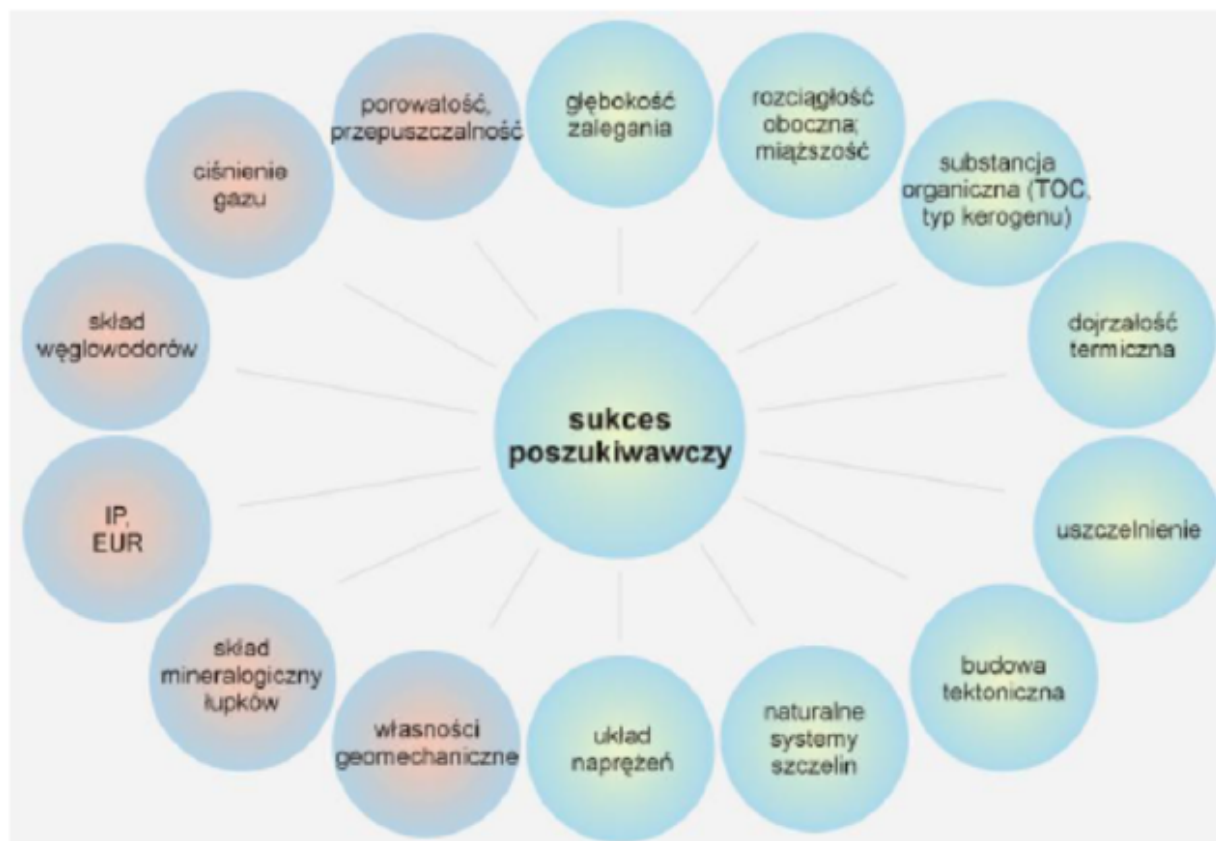 porowatość,
przepuszczalność
głębokość
zalegania
rozciągłość
oboczna;
miąższość
substancja
organiczna (TOC,
typ kerogenu)
dojrzałość
termiczna
uszczelnienie
budowa
tektoniczna
naturalne
systemy
szczelin
układ
naprężeń
własności
geomechaniczne
skład
mineralogiczny
łupków
IP,
EUR
skład
węglowodorów
ciśnienie
gazu
sukces
poszukiwawczy